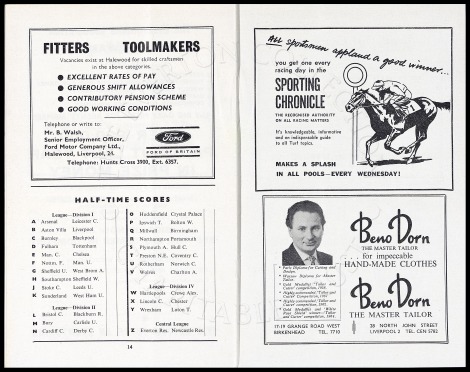 FITTERS TOOLMAKERS
Vacancies exist at Halewood for skilled craftsmen
in the above categories.
● EXCELLENT RATES OF PAY
● GENEROUS SHIFT ALLOWANCES
● CONTRIBUTORY PENSION SCHEME
● GOOD WORKING CONDITIONS
Telephone or write to:
Mr. B. Walsh,
Senior Employment Officer,
Ford Motor Company Ltd.,
Halewood, Liverpool, 24.
Ford
FORD OF BRITAIN
Telephone: Hunts Cross 3900, Ext. 6357.
HALF-TIME SCORES
League—Division I
A Arsenal Leicester C.
B Aston Villa Liverpool
C Burnley Blackpool
D Fulham Tottenham
E Man. C. Chelsea
F Nottm. F. Man. U.
G Sheffield U. West Brom A.
H Southampton Sheffield W.
J Stoke C. Leeds U.
K Sunderland West Ham U.
League—Division II
L Bristol C. Blackburn R.
M Bury Carlisle U.
N Cardiff C. Derby C.
O Huddersfield Crystal Palace
P Ipswich T. Bolton W.
Q Millwall Birmingham
R Northampton Portsmouth
S Plymouth A. Hull C.
T Preston N.E. Coventry C.
U Rotherham Norwich C.
V Wolves Charlton A.
League—Division IV
W Hartlepools Crewe Alex
X Lincoln C. Chester
Y Wrexham Luton T.
Central League
Z Everton Res. Newcastle Res.
14
All sportsmen applaud a good winner...
you get one every
racing day in the
SPORTING
CHRONICLE
THE RECOGNISED AUTHORITY
ON ALL RACING MATTERS
It's knowledgeable, informative
and an indispensable guide
to all Turf topics.
MAKES A SPLASH
IN ALL POOLS—EVERY WEDNESDAY!
Beno Dorn
THE MASTER TAILOR
. . . for impeccable
HAND-MADE CLOTHES
Beno Dorn
THE MASTER TAILOR
17/19 GRANGE ROAD WEST
BIRKENHEAD TEL. 7710
28 NORTH JOHN STREET
LIVERPOOL 2 TEL. CEN 5782